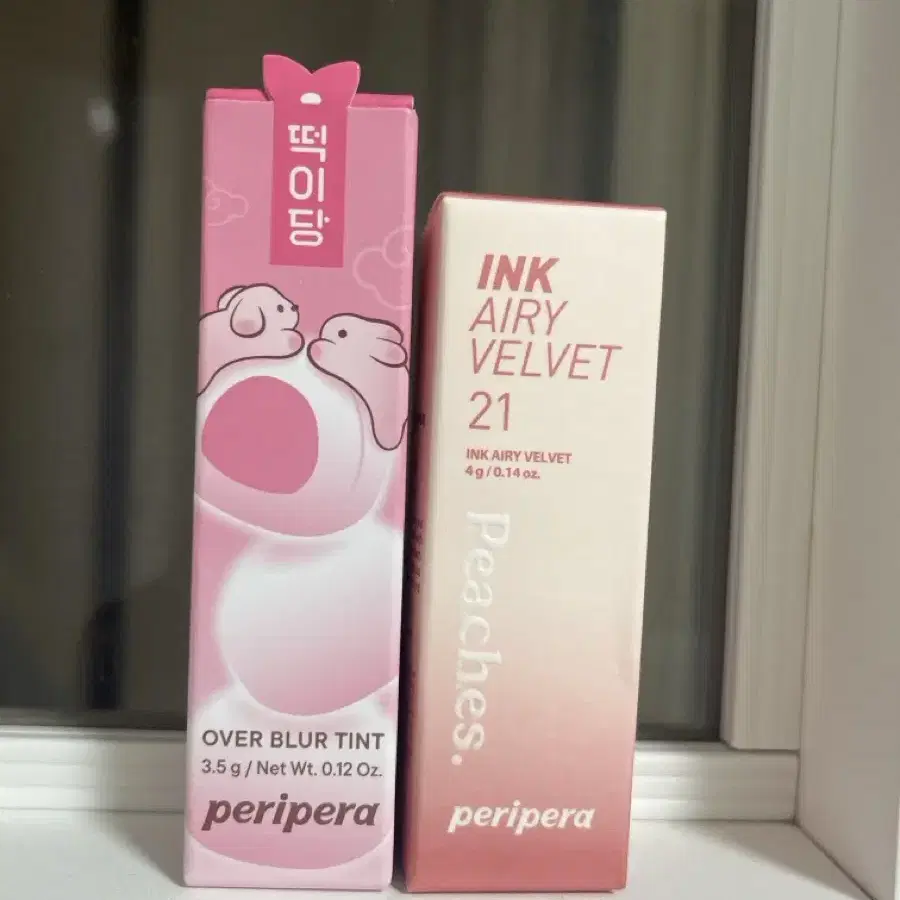 떡이당
OVER BLUR TINT
3.5 g / Net Wt. 0.12 Oz.
peripera
INK
AIRY
VELVET
21
INK AIRY VELVET
4 g / 0.14 oz.
Peaches.
peripera